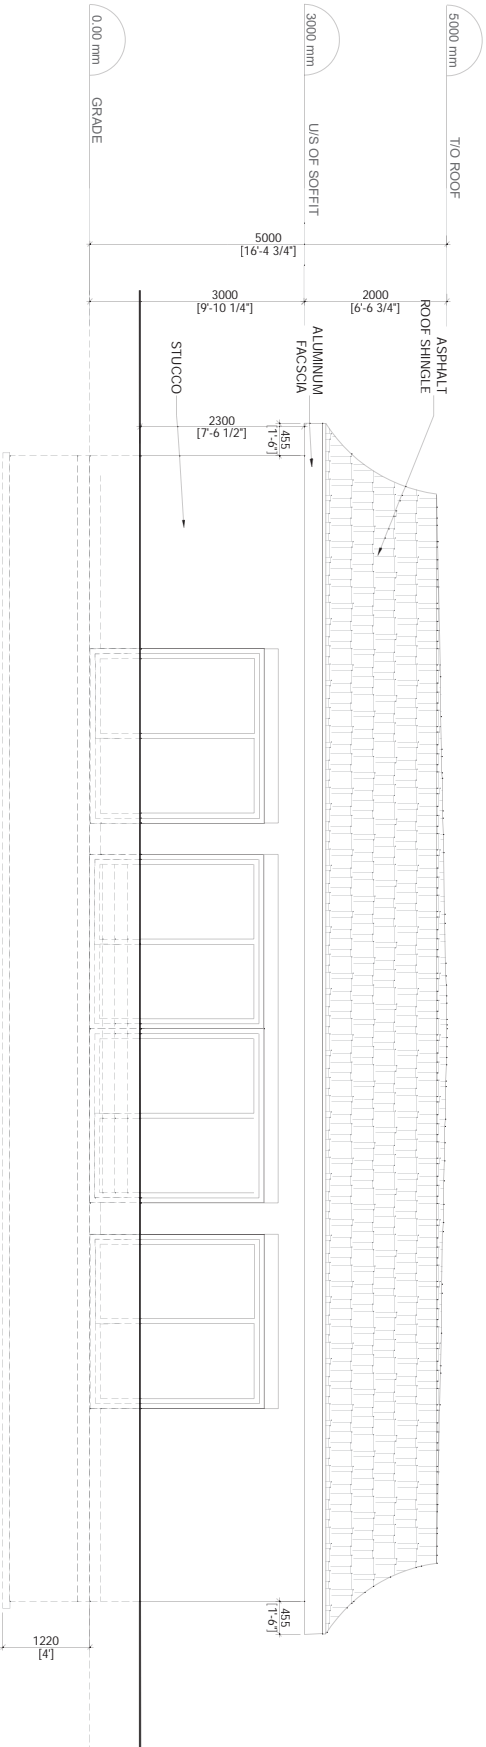 5000 mm
T/O ROOF
3000 mm
U/S OF SOFFIT
0.00 mm
GRADE
5000
[16'-4 3/4"]
2000
[6'-6 3/4"]
3000
[9'-10 1/4"]
ASPHALT
ROOF SHINGLE
ALUMINUM
FACSCIA
STUCCO
455
[1'-6"]
2300
[7'-6 1/2"]
455
[1'-6"]
1220
[4']